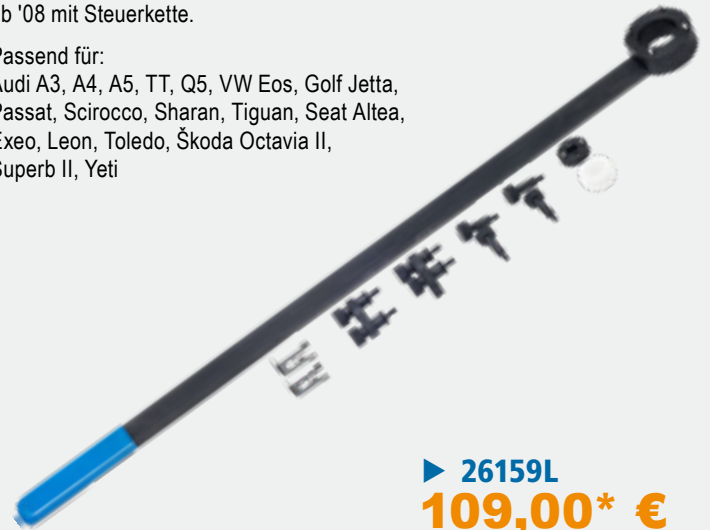 b '08 mit Steuerkette.
Passend für:
Audi A3, A4, A5, TT, Q5, VW Eos, Golf Jetta,
Passat, Scirocco, Sharan, Tiguan, Seat Altea,
Exeo, Leon, Toledo, Škoda Octavia II,
Superb II, Yeti
▶ 26159L
109,00* €